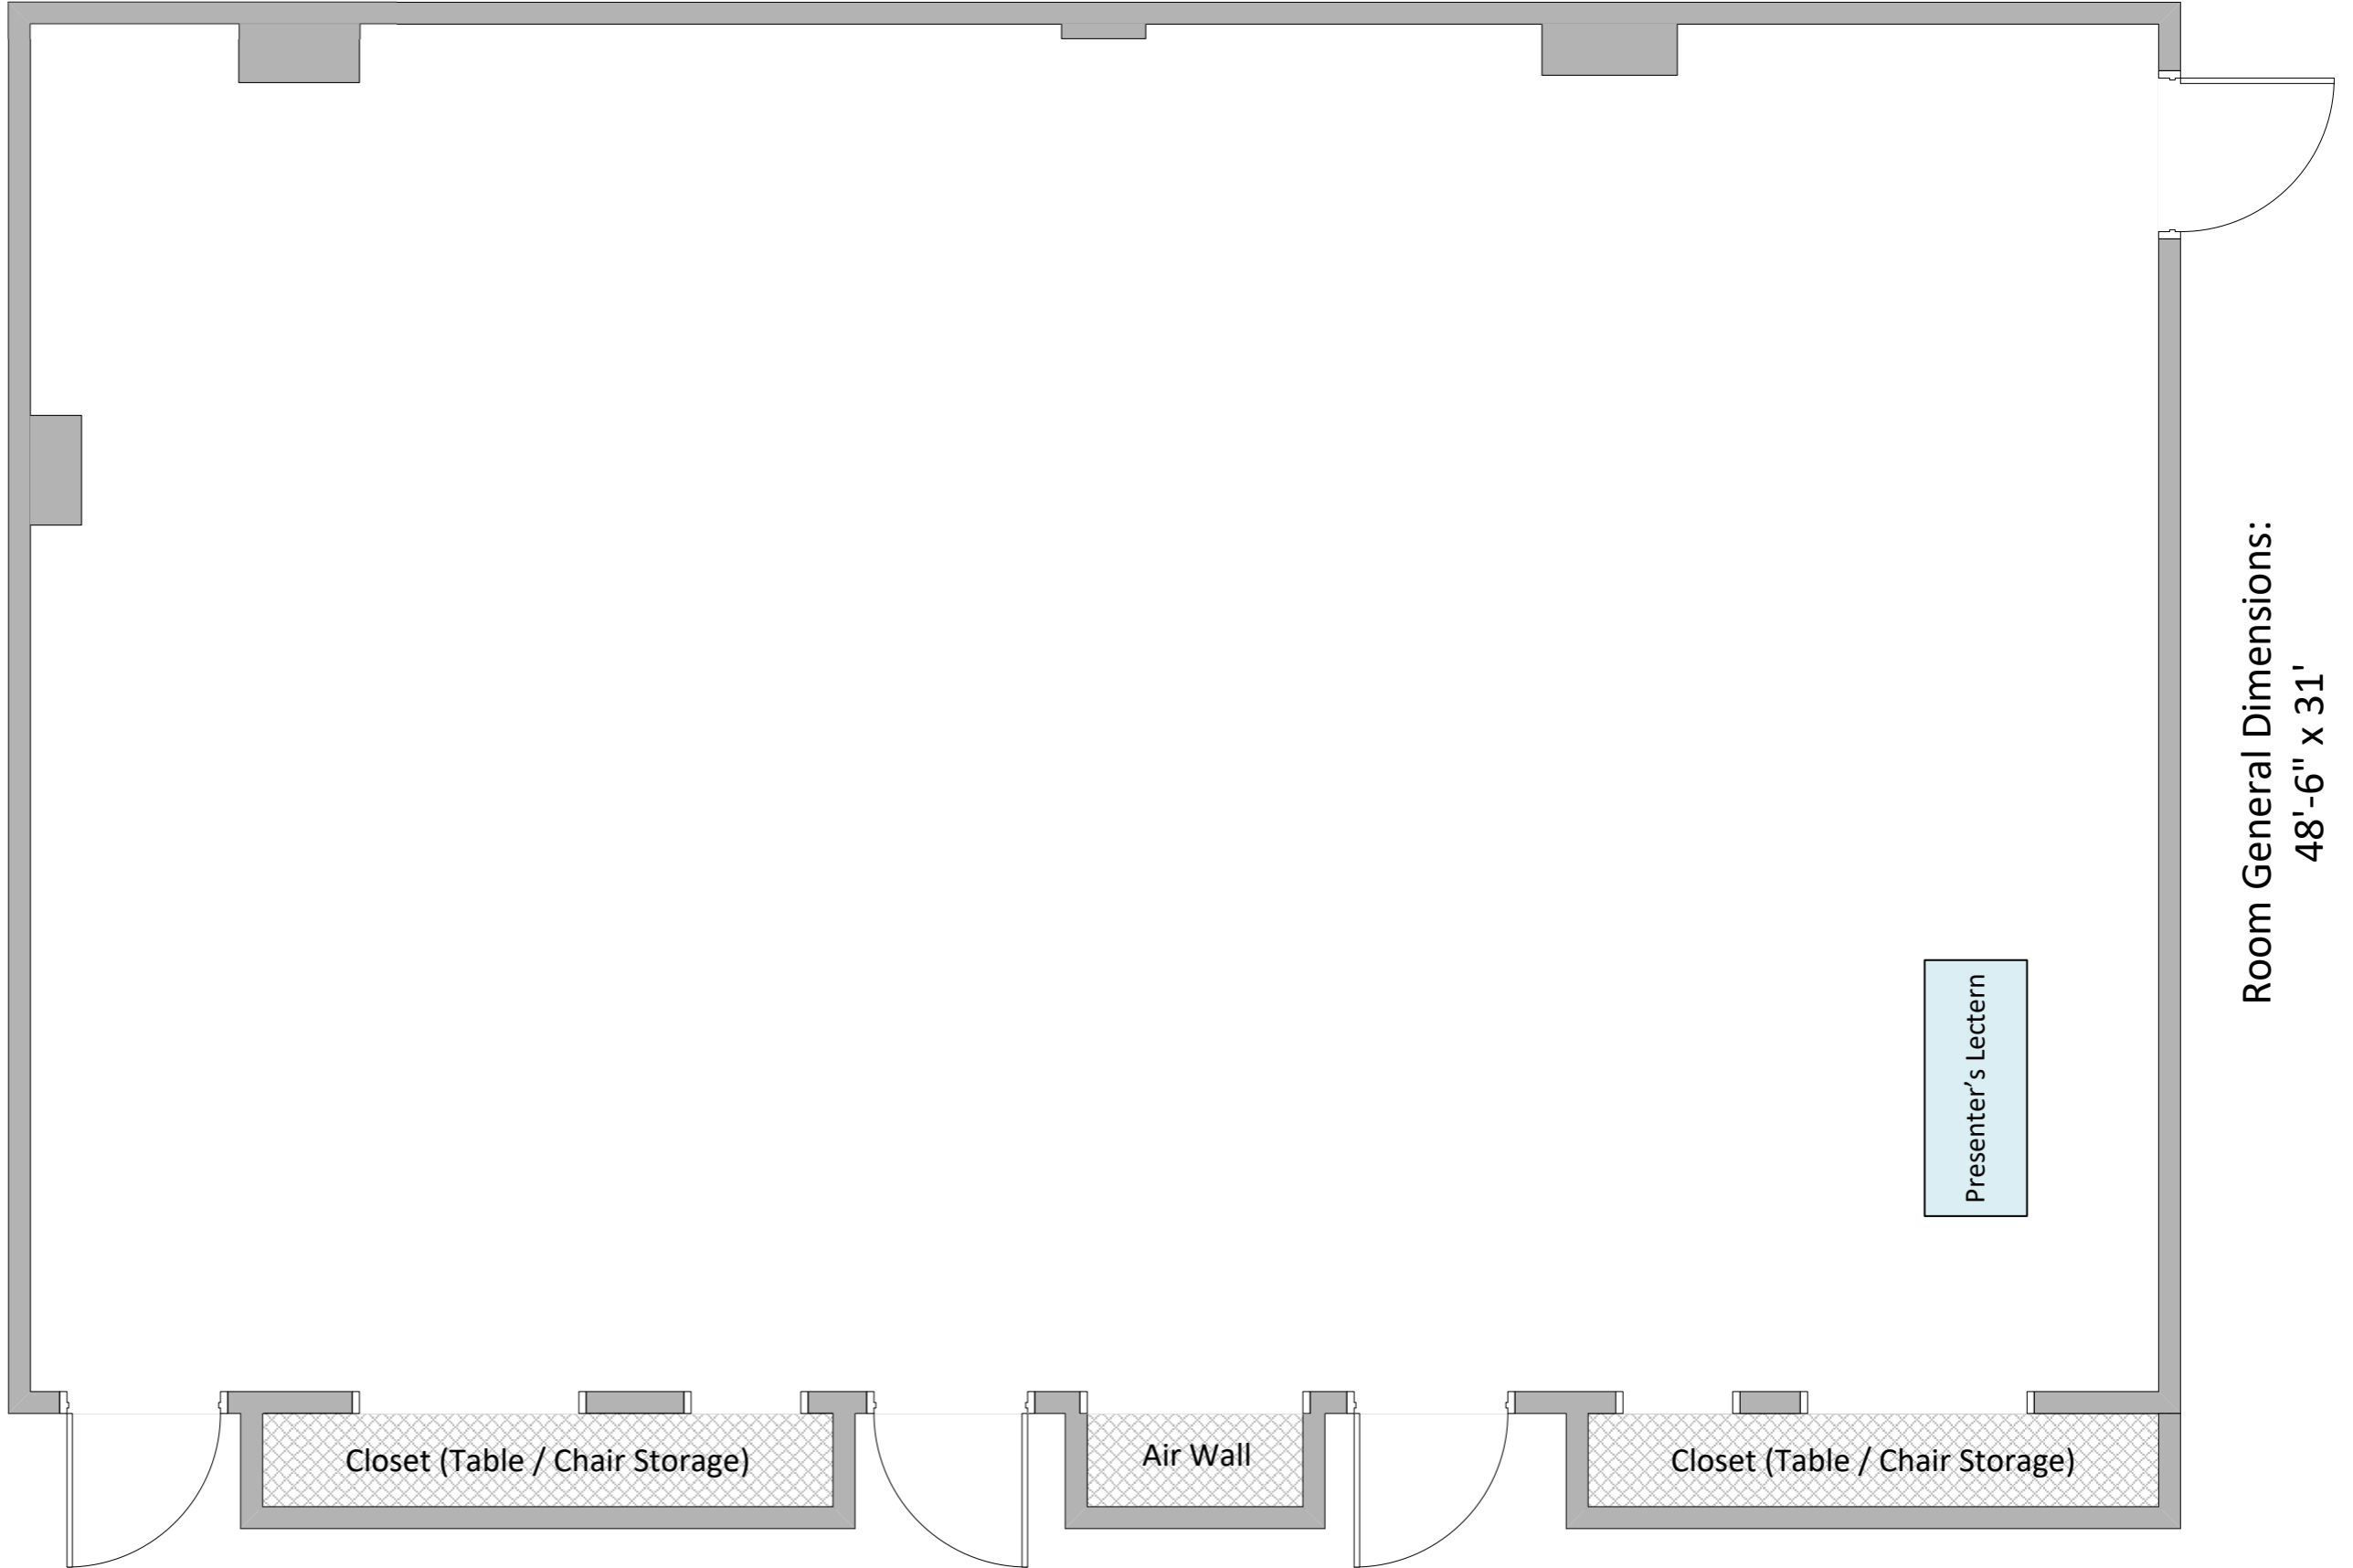 Closet (Table / Chair Storage)
Air Wall
Closet (Table / Chair Storage)
Presenter’s Lectern
Room General Dimensions:
48'-6" x 31'